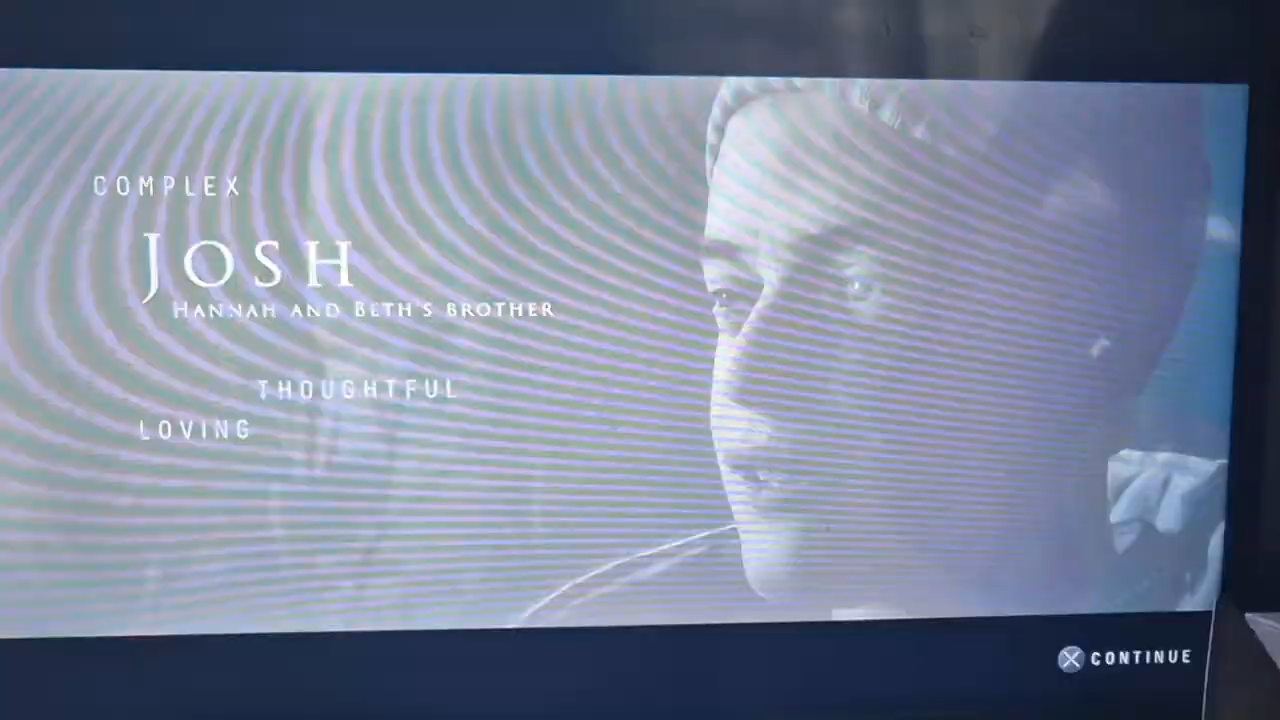 COMPLEX
JOSH
HANNAH AND BETH'S BROTHER
THOUGHTFUL
LOVING
CONTINUE